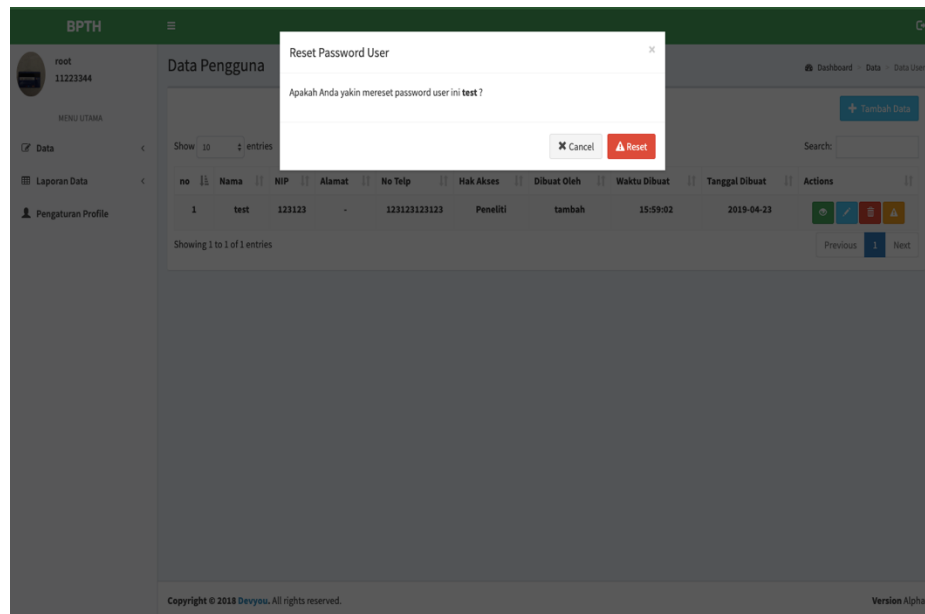 BPTH
root
11223344
MENU UTAMA
Data
Laporan Data
Pengaturan Profile
Reset Password User
×
Apakah Anda yakin mereset password user ini test ?
Cancel
Reset
Data Pengguna
Dashboard > Data > Data User
Tambah Data
Show 10 entries
Search:
no Nama NIP Alamat No Telp Hak Akses Dibuat Oleh Waktu Dibuat Tanggal Dibuat Actions
1 test 123123 - 123123123123 Peneliti tambah 15:59:02 2019-04-23
Showing 1 to 1 of 1 entries
Previous 1 Next
Copyright © 2018 Devyou. All rights reserved.
Version Alpha